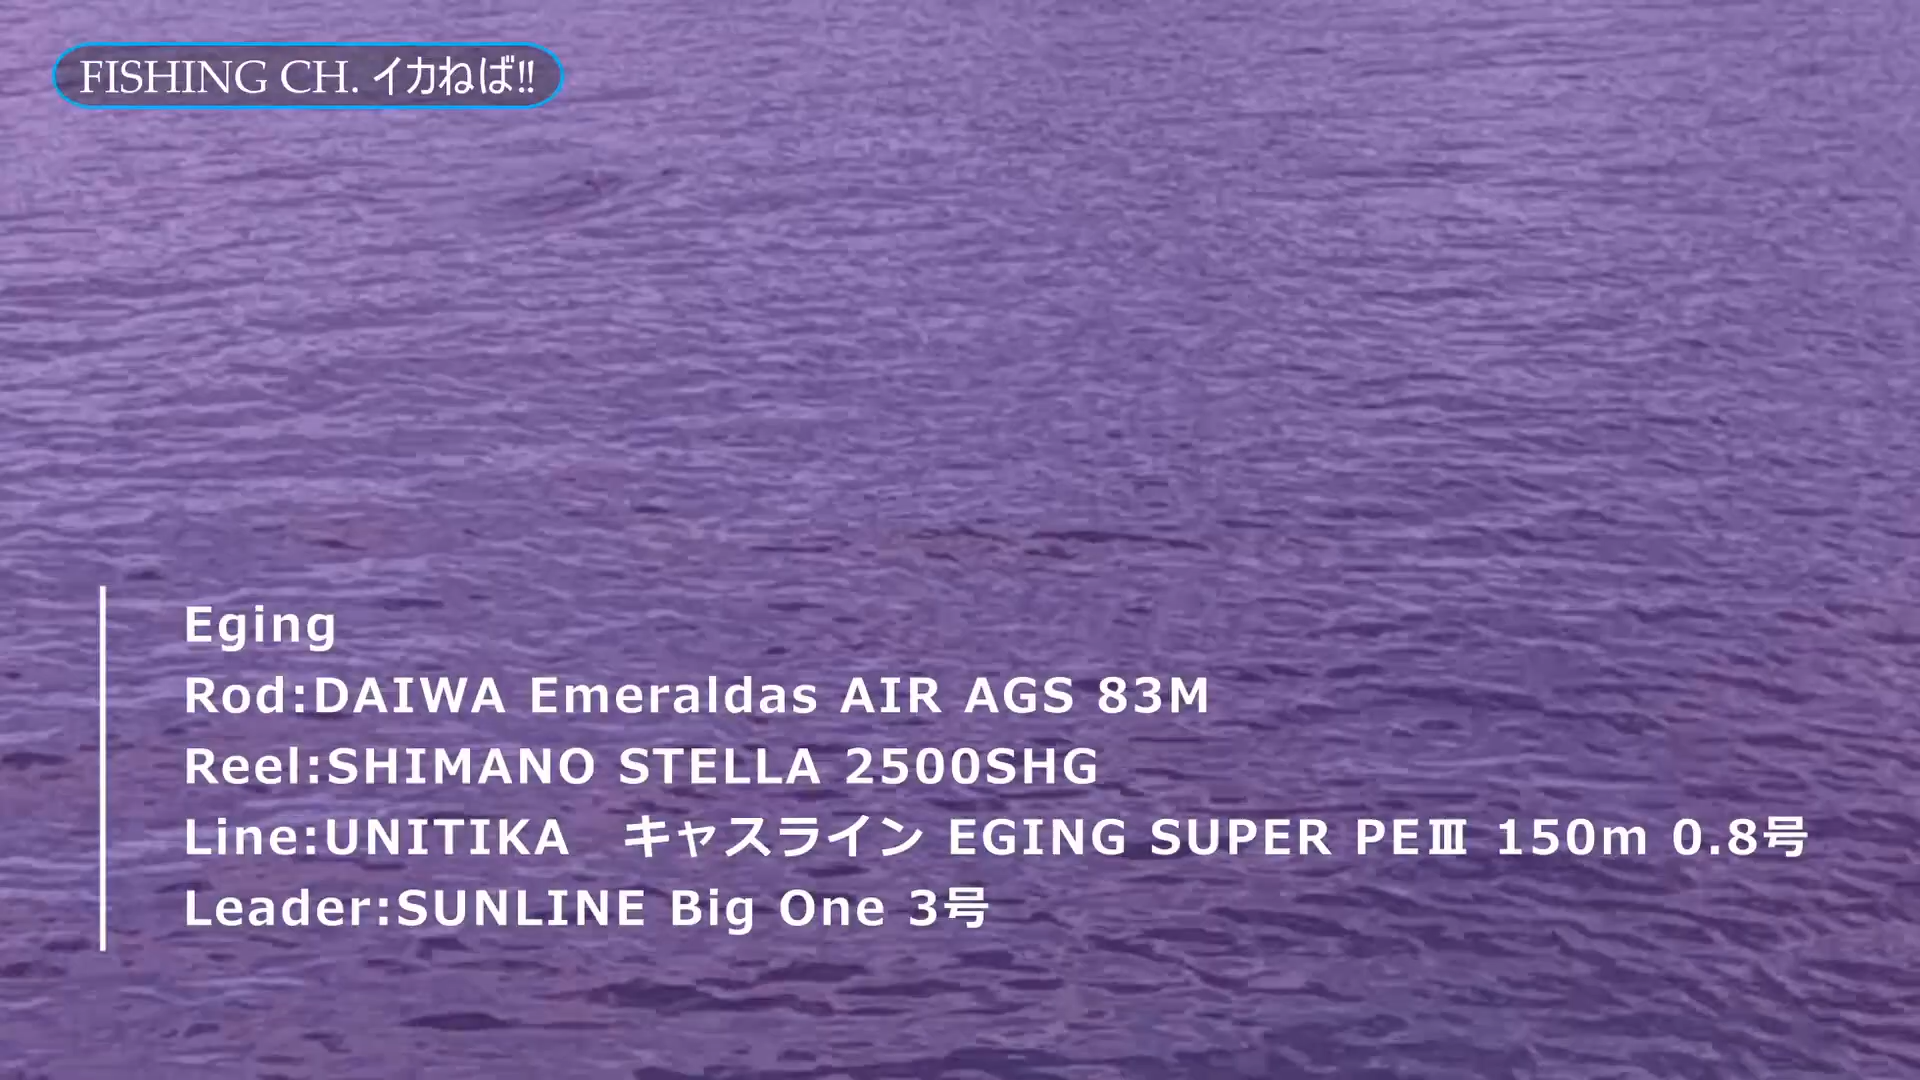 FISHING CH. イカねば!!
Eging
Rod:DAIWA Emeraldas AIR AGS 83M
Reel:SHIMANO STELLA 2500SHG
Line:UNITIKA　キャスライン EGING SUPER PEⅢ 150m 0.8号
Leader:SUNLINE Big One 3号